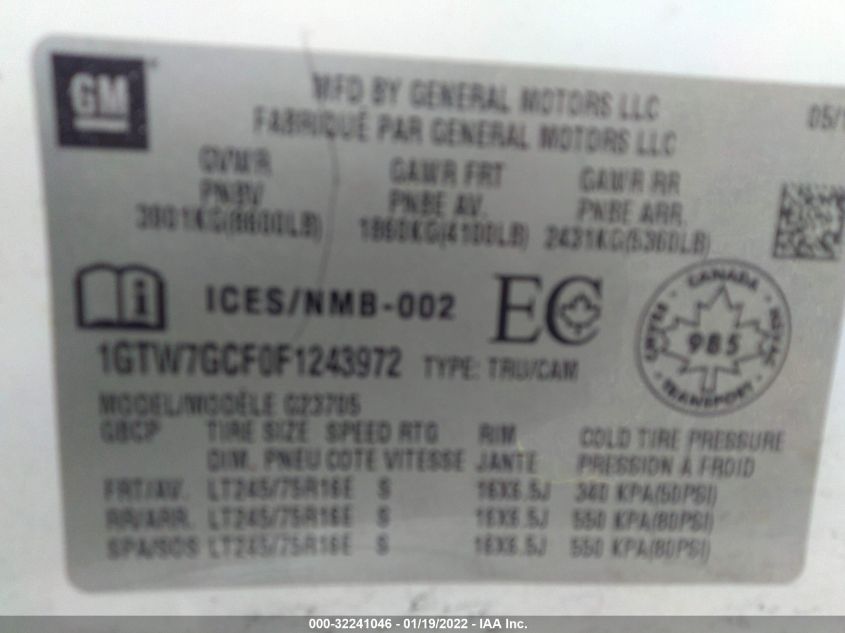 GM
MFD BY GENERAL MOTORS LLC
FABRIQUÉ PAR GENERAL MOTORS LLC
05/1
GVWR GAWR FRT GAWR RR
PNBV PNBE AV. PNBE ARR.
3901KG(8600LB) 1860KG(4100LB) 2431KG(5360LB)
i ICES/NMB-002 EC
CANADA 985 TRANSPORT
1GTW7GCF0F1243972 TYPE: TRU/CAM
MODEL/MODÈLE G23705
GBCP TIRE SIZE SPEED RTG RIM COLD TIRE PRESSURE
DIM. PNEU COTE VITESSE JANTE PRESSION À FROID
FRT/AV. LT245/75R16E S 16X6.5J 340 KPA(50PSI)
RR/ARR. LT245/75R16E S 16X6.5J 550 KPA(80PSI)
SPA/SOS LT245/75R16E S 16X6.5J 550 KPA(80PSI)
000-32241046 - 01/19/2022 - IAA Inc.